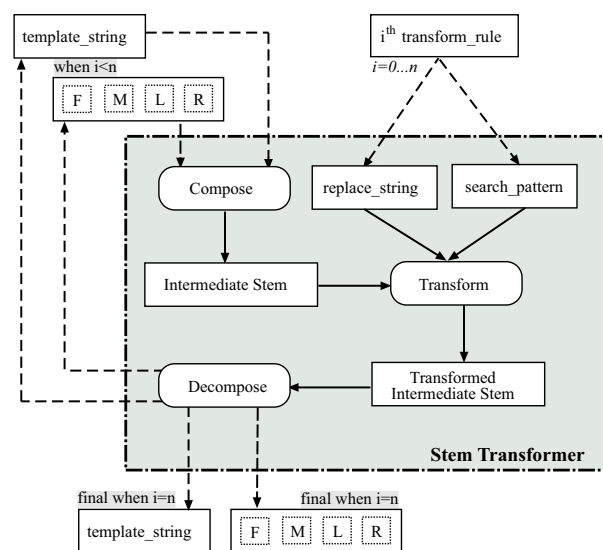 template_string
i^th transform_rule
when i<n
i=0...n
F M L R
Compose
replace_string
search_pattern
Intermediate Stem
Transform
Decompose
Transformed
Intermediate Stem
Stem Transformer
final when i=n
final when i=n
template_string
F M L R